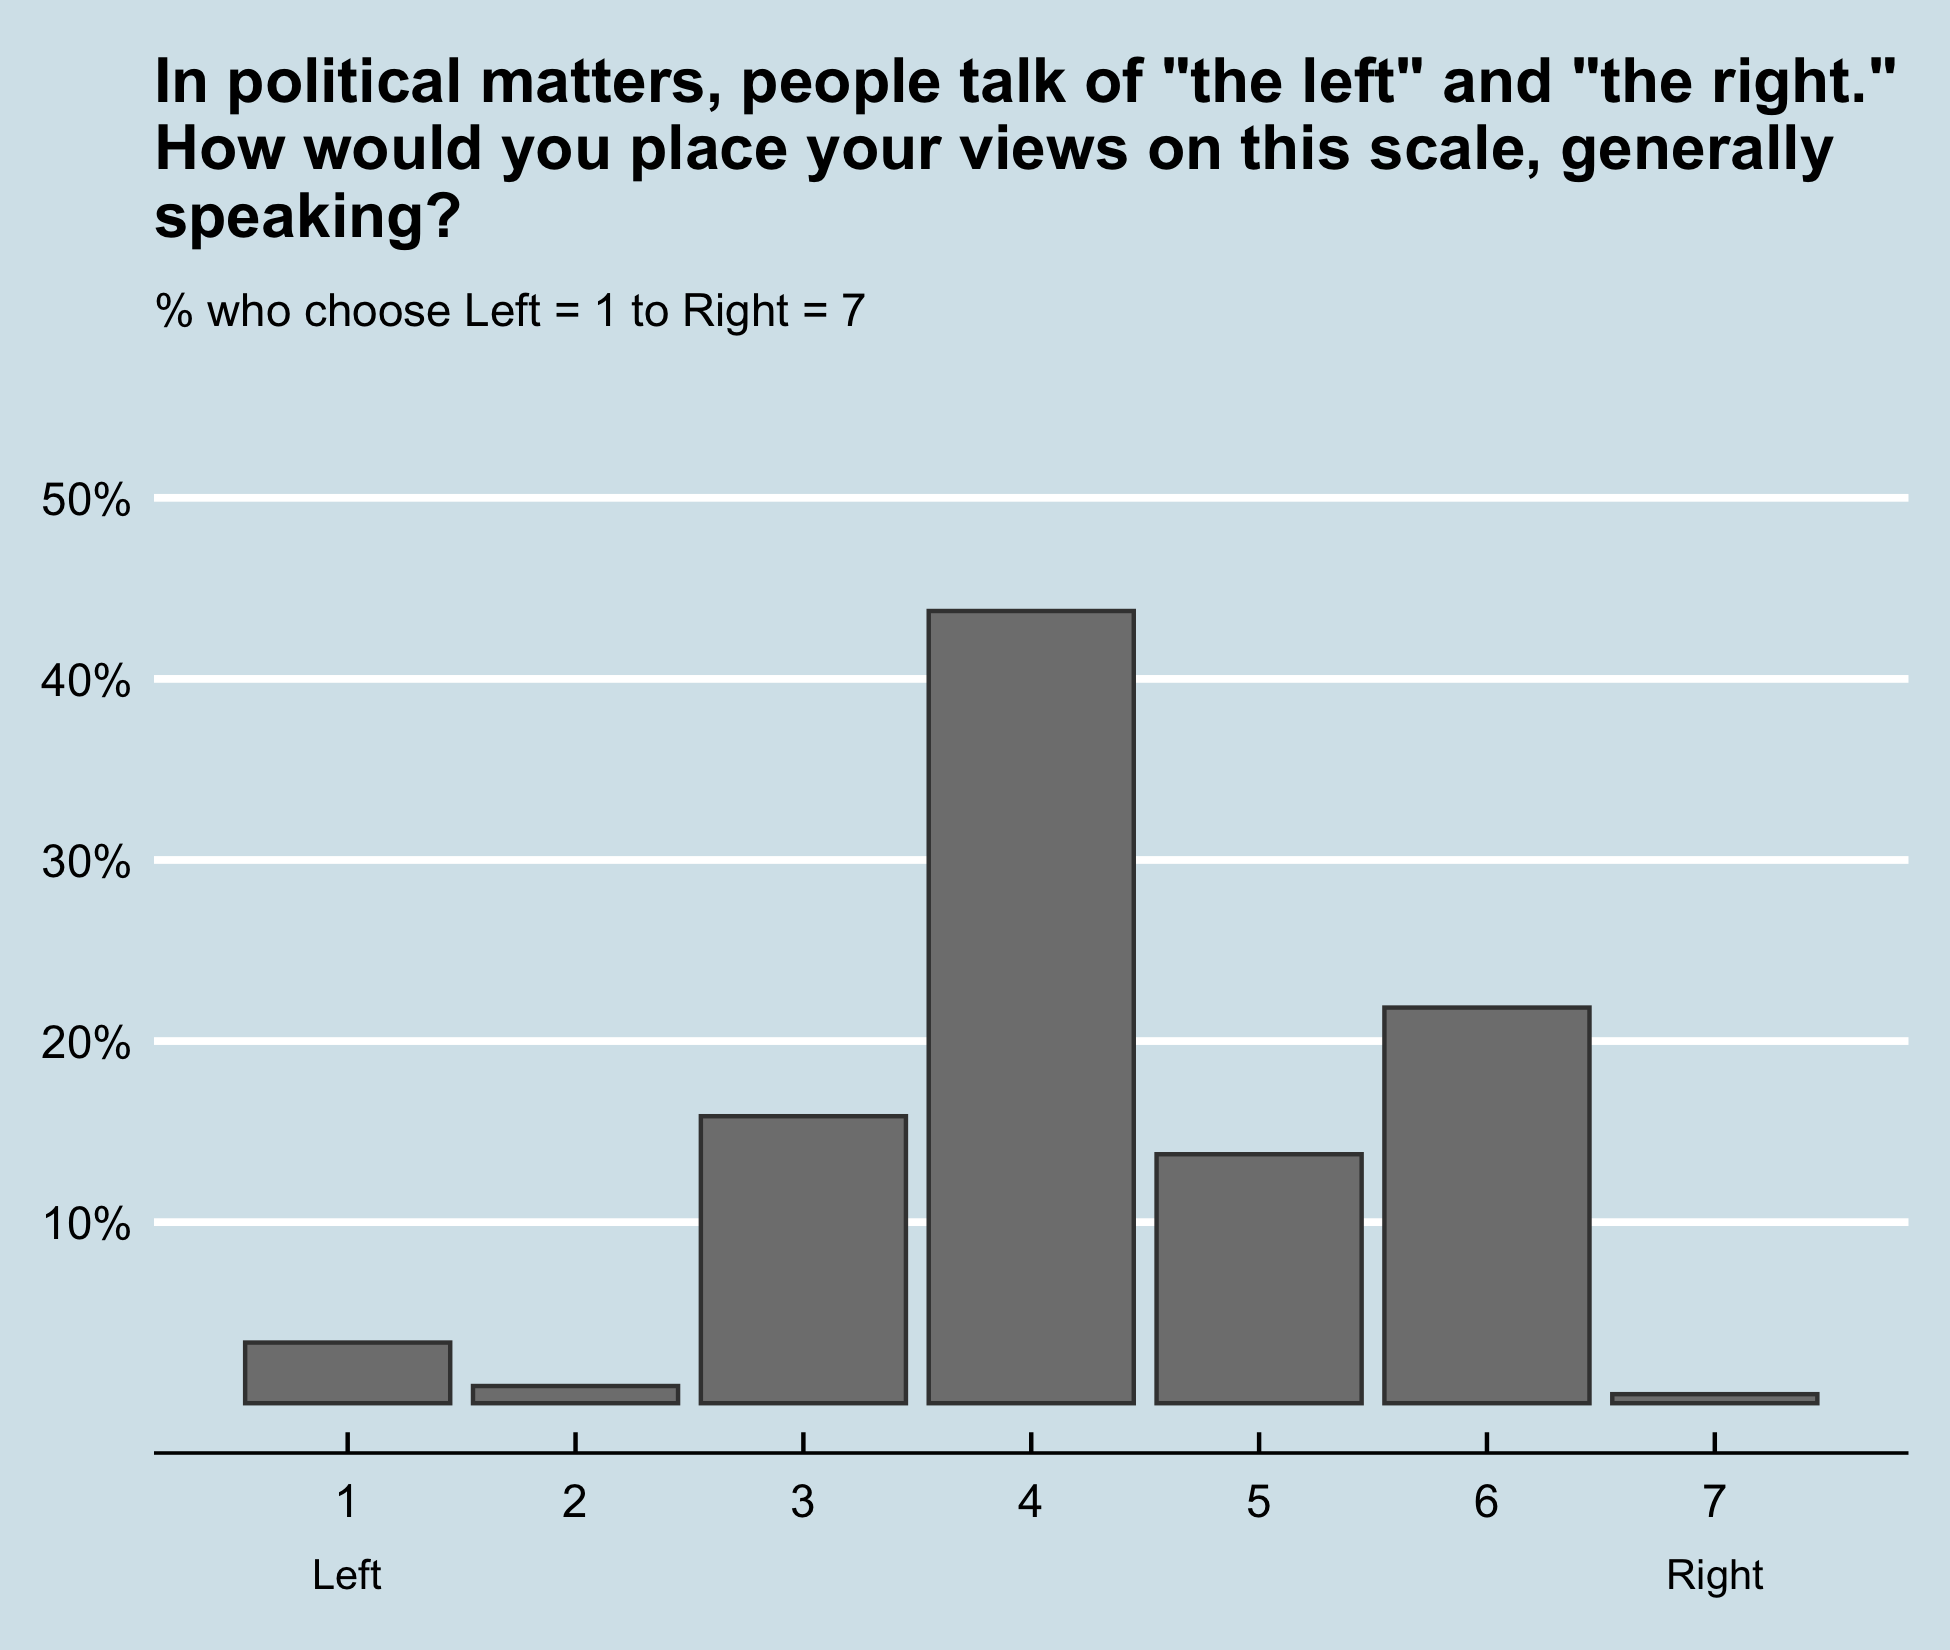 In political matters, people talk of "the left" and "the right."
How would you place your views on this scale, generally
speaking?
% who choose Left = 1 to Right = 7
50%
40%
30%
20%
10%
1 2 3 4 5 6 7
Left Right